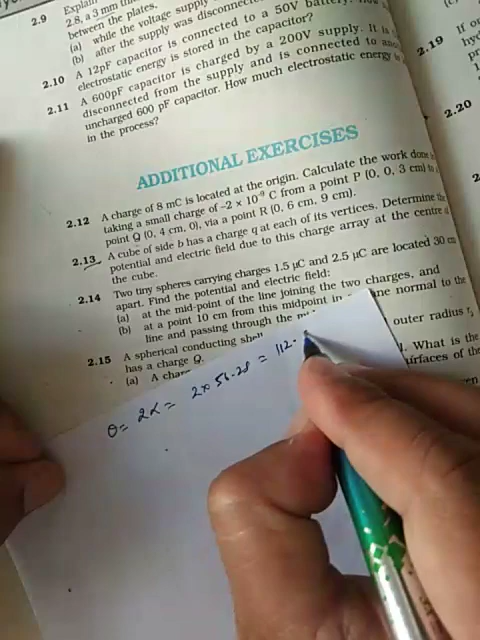 2.9 Explain
2.8, a 3 mm
between the plates.
(a) while the voltage supply
(b) after the supply was
2.10 A 12pF capacitor is connected to a 50V
electrostatic energy is stored in the capacitor?
2.11 A 600pF capacitor is charged by a 200V supply. It is
disconnected from the supply and is connected to
uncharged 600 pF capacitor. How much electrostatic energy
in the process?
2.19
2.20
ADDITIONAL EXERCISES
2.12 A charge of 8 mC is located at the origin. Calculate the work done
taking a small charge of –2 × 10⁻⁹ C from a point P (0, 0, 3 cm)
point Q (0, 4 cm, 0), via a point R (0, 6 cm, 9 cm).
2.13 A cube of side b has a charge q at each of its vertices. Determine the
potential and electric field due to this charge array at the centre
the cube.
2.14 Two tiny spheres carrying charges 1.5 μC and 2.5 μC are located 30 cm
apart. Find the potential and electric field:
(a) at the mid-point of the line joining the two charges, and
(b) at a point 10 cm from this midpoint in normal to the
line and passing through the
2.15 A spherical conducting outer radius r₂
has a charge Q.
(a) A What is the
surfaces of the
θ = 2α = 2 × 56.28 = 112.